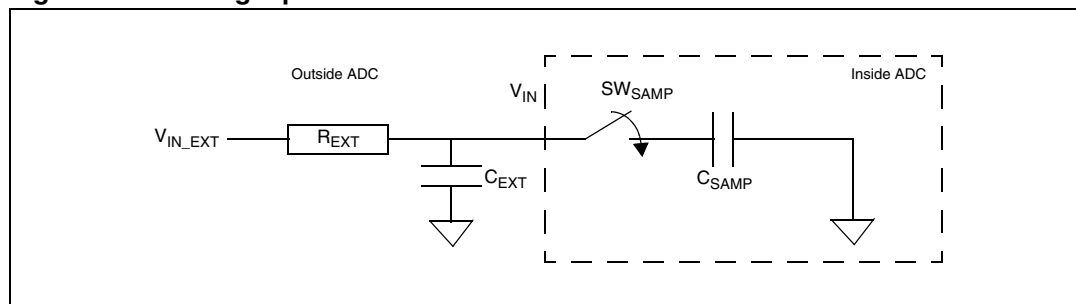 Outside ADC
Inside ADC
V_IN
SW_SAMP
V_IN_EXT
R_EXT
C_EXT
C_SAMP